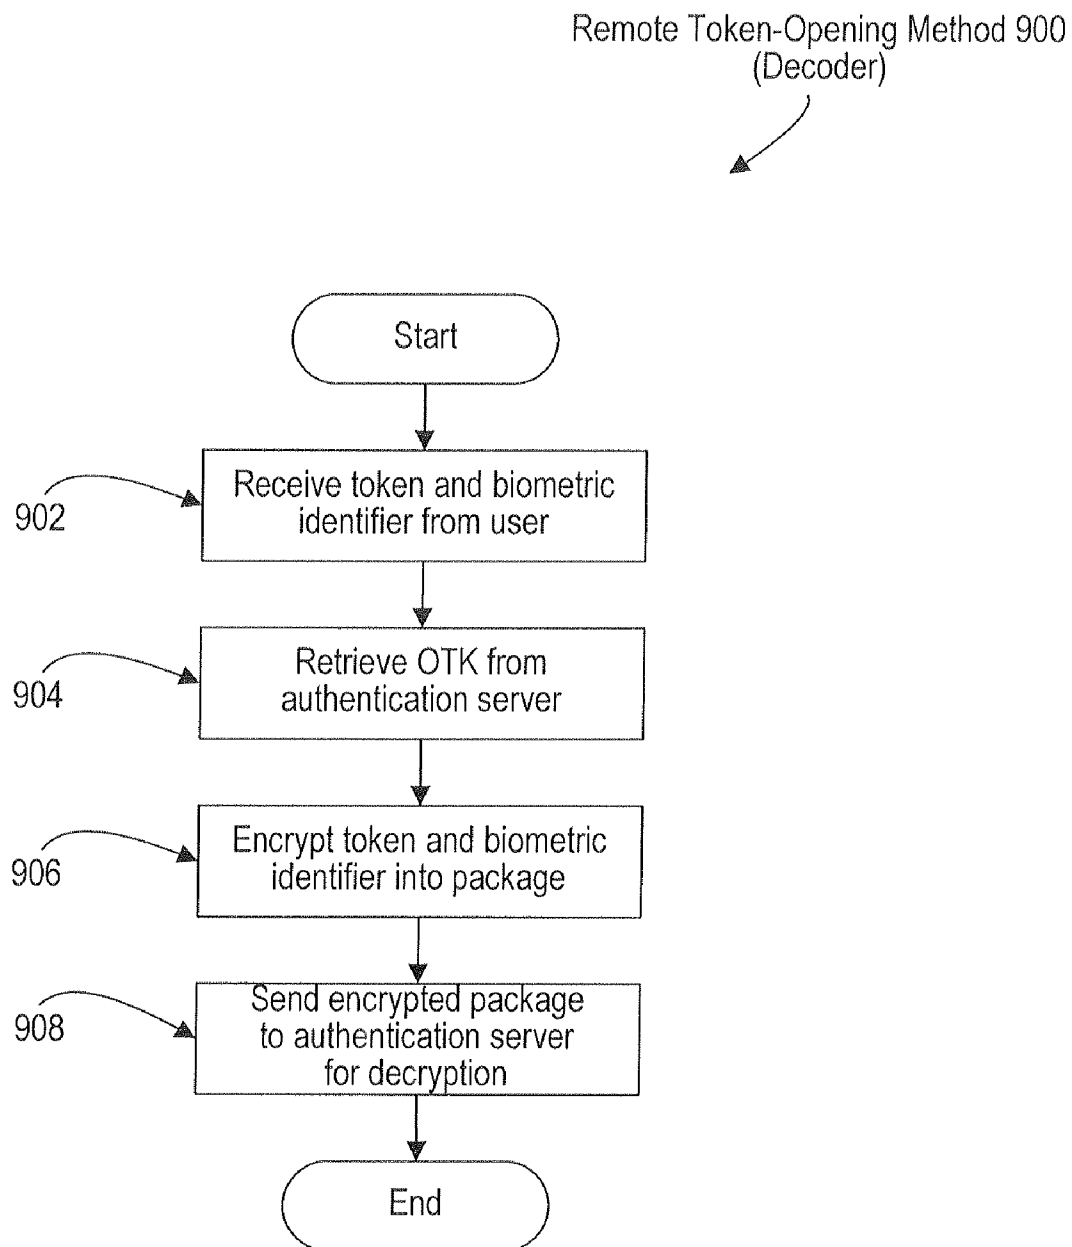 Remote Token-Opening Method 900
(Decoder)
Start
Receive token and biometric
identifier from user
902
Retrieve OTK from
authentication server
904
Encrypt token and biometric
identifier into package
906
Send encrypted package
to authentication server
for decryption
908
End